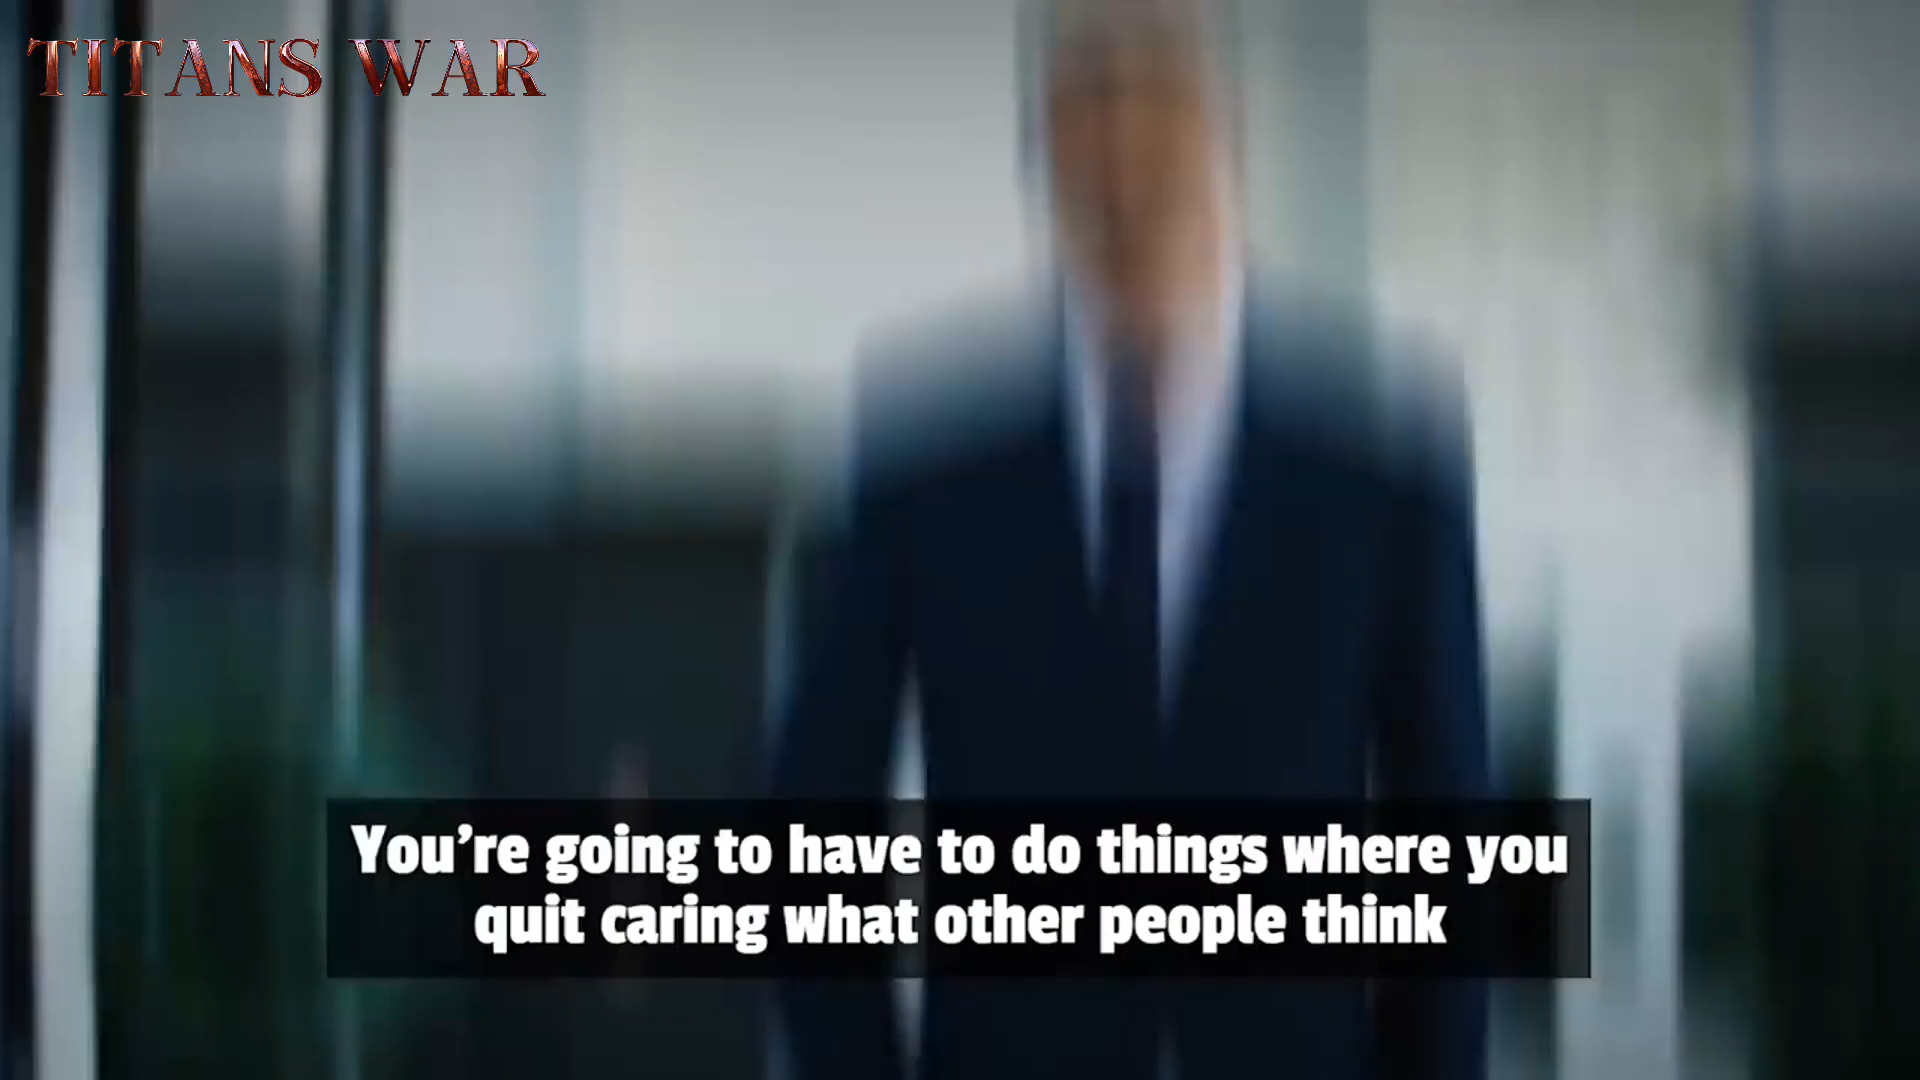 TITANS WAR
You’re going to have to do things where you
quit caring what other people think